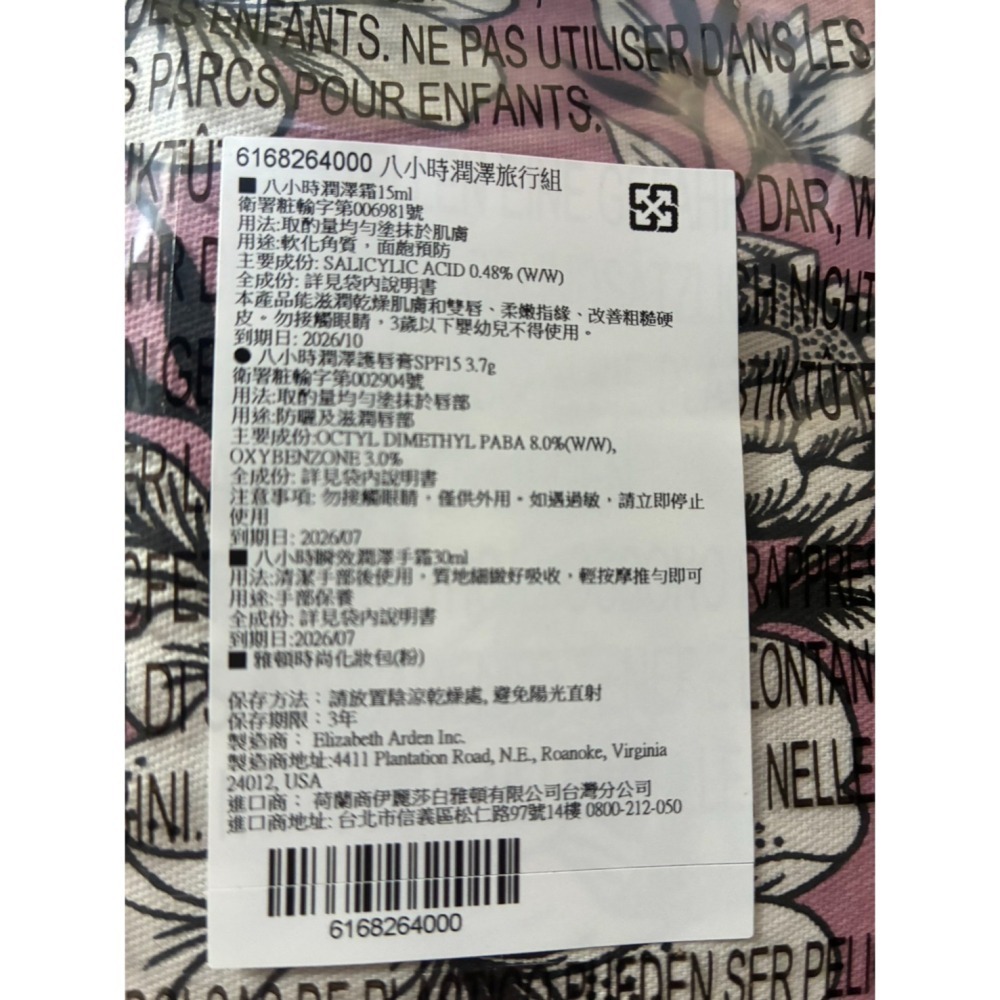 DES ENFANTS. NE PAS UTILISER DANS LES
S PARCS POUR ENFANTS.
6168264000 八小時潤澤旅行組
■ 八小時潤澤霜15ml
衛署粧輸字第006981號
用法:取酌量均勻塗抹於肌膚
用途:軟化角質，面皰預防
主要成份: SALICYLIC ACID 0.48% (W/W)
全成份: 詳見袋內說明書
本產品能滋潤乾燥肌膚和雙唇、柔嫩指緣、改善粗糙硬
皮。勿接觸眼睛，3歲以下嬰幼兒不得使用。
到期日: 2026/10
● 八小時潤澤護唇膏SPF15 3.7g
衛署粧輸字第002904號
用法:取酌量均勻塗抹於唇部
用途:防曬及滋潤唇部
主要成份:OCTYL DIMETHYL PABA 8.0%(W/W),
OXYBENZONE 3.0%
全成份: 詳見袋內說明書
注意事項: 勿接觸眼睛，僅供外用。如遇過敏，請立即停止
使用
到期日: 2026/07
■ 八小時瞬效潤澤手霜30ml
用法:清潔手部後使用，質地細緻好吸收，輕按摩推勻即可
用途:手部保養
全成份: 詳見袋內說明書
到期日:2026/07
■ 雅頓時尚化妝包(粉)
保存方法： 請放置陰涼乾燥處, 避免陽光直射
保存期限：3年
製造商： Elizabeth Arden Inc.
製造商地址:4411 Plantation Road, N.E., Roanoke, Virginia
24012, USA
進口商： 荷蘭商伊麗莎白雅頓有限公司台灣分公司
進口商地址: 台北市信義區松仁路97號14樓 0800-212-050
6168264000
DAR, W
CH NIGHT
STIKTÛTE
RAPPRES
CONTAN
NELLE
PUEDEN SER PELI